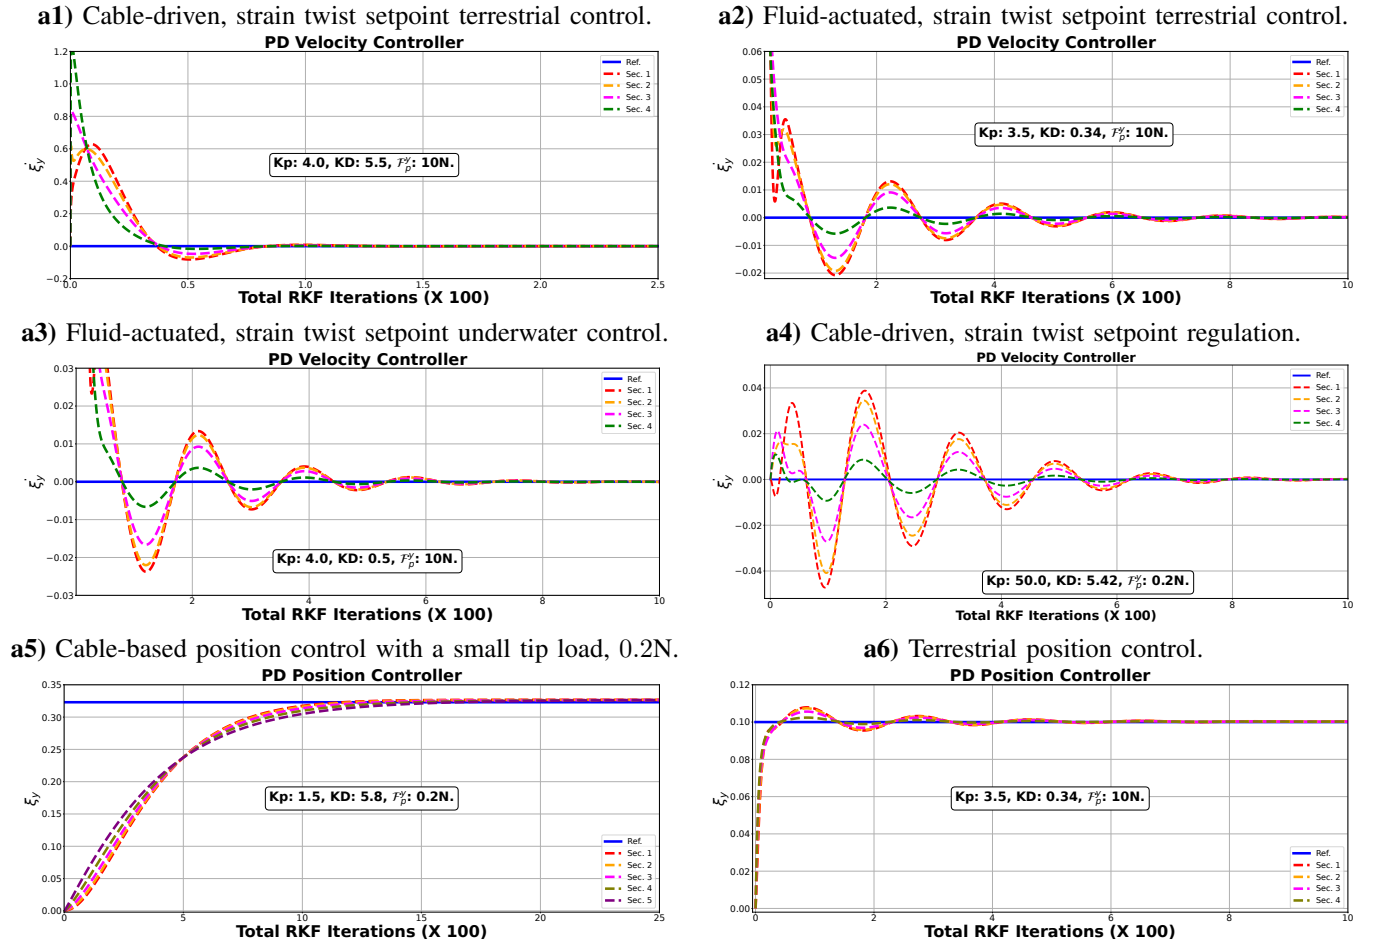 a1) Cable-driven, strain twist setpoint terrestrial control.
PD Velocity Controller
1.2
1.0
0.8
0.6
0.4
0.2
0.0
−0.2
ξ̇y
Ref.
Sec. 1
Sec. 2
Sec. 3
Sec. 4
Kp: 4.0, KD: 5.5, ℱpʸ: 10N.
0.0 0.5 1.0 1.5 2.0 2.5
Total RKF Iterations (X 100)
a2) Fluid-actuated, strain twist setpoint terrestrial control.
PD Velocity Controller
0.06
0.05
0.04
0.03
0.02
0.01
0.00
−0.01
−0.02
ξ̇y
Ref.
Sec. 1
Sec. 2
Sec. 3
Sec. 4
Kp: 3.5, KD: 0.34, ℱpʸ: 10N.
2 4 6 8 10
Total RKF Iterations (X 100)
a3) Fluid-actuated, strain twist setpoint underwater control.
PD Velocity Controller
0.03
0.02
0.01
0.00
−0.01
−0.02
−0.03
ξ̇y
Ref.
Sec. 1
Sec. 2
Sec. 3
Sec. 4
Kp: 4.0, KD: 0.5, ℱpʸ: 10N.
2 4 6 8 10
Total RKF Iterations (X 100)
a4) Cable-driven, strain twist setpoint regulation.
PD Velocity Controller
0.04
0.02
0.00
−0.02
−0.04
ξ̇y
Ref.
Sec. 1
Sec. 2
Sec. 3
Sec. 4
Kp: 50.0, KD: 5.42, ℱpʸ: 0.2N.
0 2 4 6 8 10
Total RKF Iterations (X 100)
a5) Cable-based position control with a small tip load, 0.2N.
PD Position Controller
0.35
0.30
0.25
0.20
0.15
0.10
0.05
0.00
ξy
Kp: 1.5, KD: 5.8, ℱpʸ: 0.2N.
Ref.
Sec. 1
Sec. 2
Sec. 3
Sec. 4
Sec. 5
0 5 10 15 20 25
Total RKF Iterations (X 100)
a6) Terrestrial position control.
PD Position Controller
0.12
0.10
0.08
0.06
0.04
0.02
0.00
ξy
Kp: 3.5, KD: 0.34, ℱpʸ: 10N.
Ref.
Sec. 1
Sec. 2
Sec. 3
Sec. 4
0 2 4 6 8 10
Total RKF Iterations (X 100)